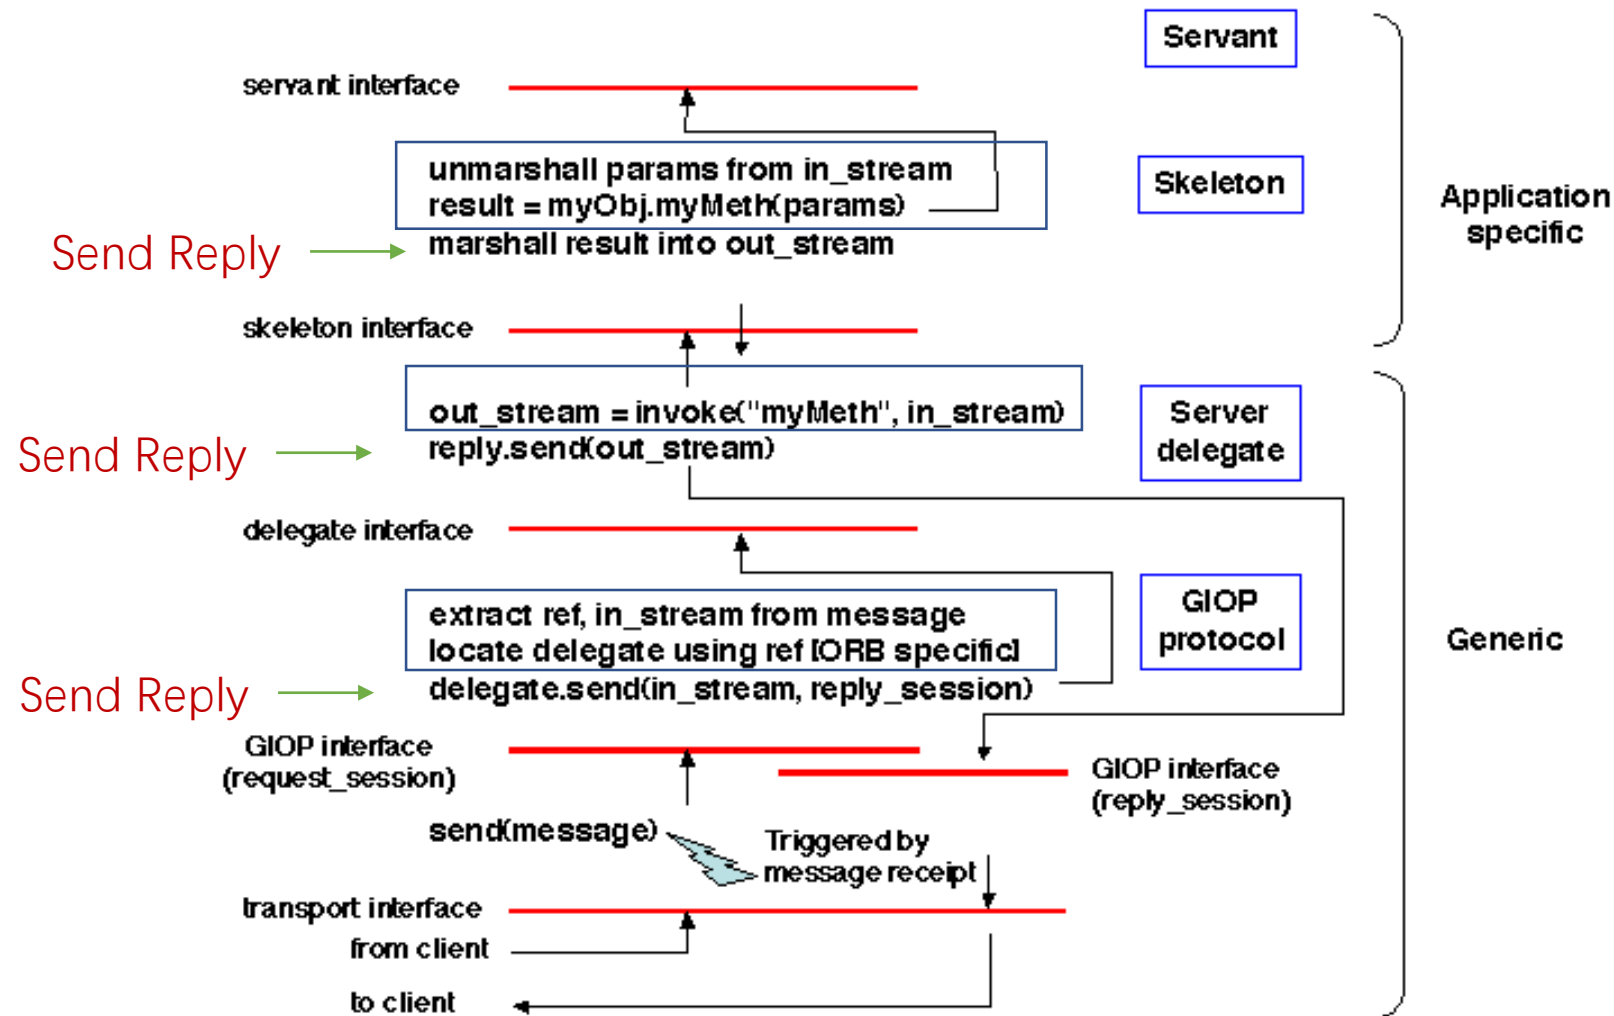 Servant
servant interface
unmarshall params from in_stream
result = myObj.myMeth(params)
Skeleton
Application
specific
Send Reply
marshall result into out_stream
skeleton interface
out_stream = invoke("myMeth", in_stream)
Server
delegate
Send Reply
reply.send(out_stream)
delegate interface
extract ref, in_stream from message
locate delegate using ref [ORB specific]
GIOP
protocol
Generic
Send Reply
delegate.send(in_stream, reply_session)
GIOP interface
(request_session)
GIOP interface
(reply_session)
send(message)
Triggered by
message receipt
transport interface
from client
to client